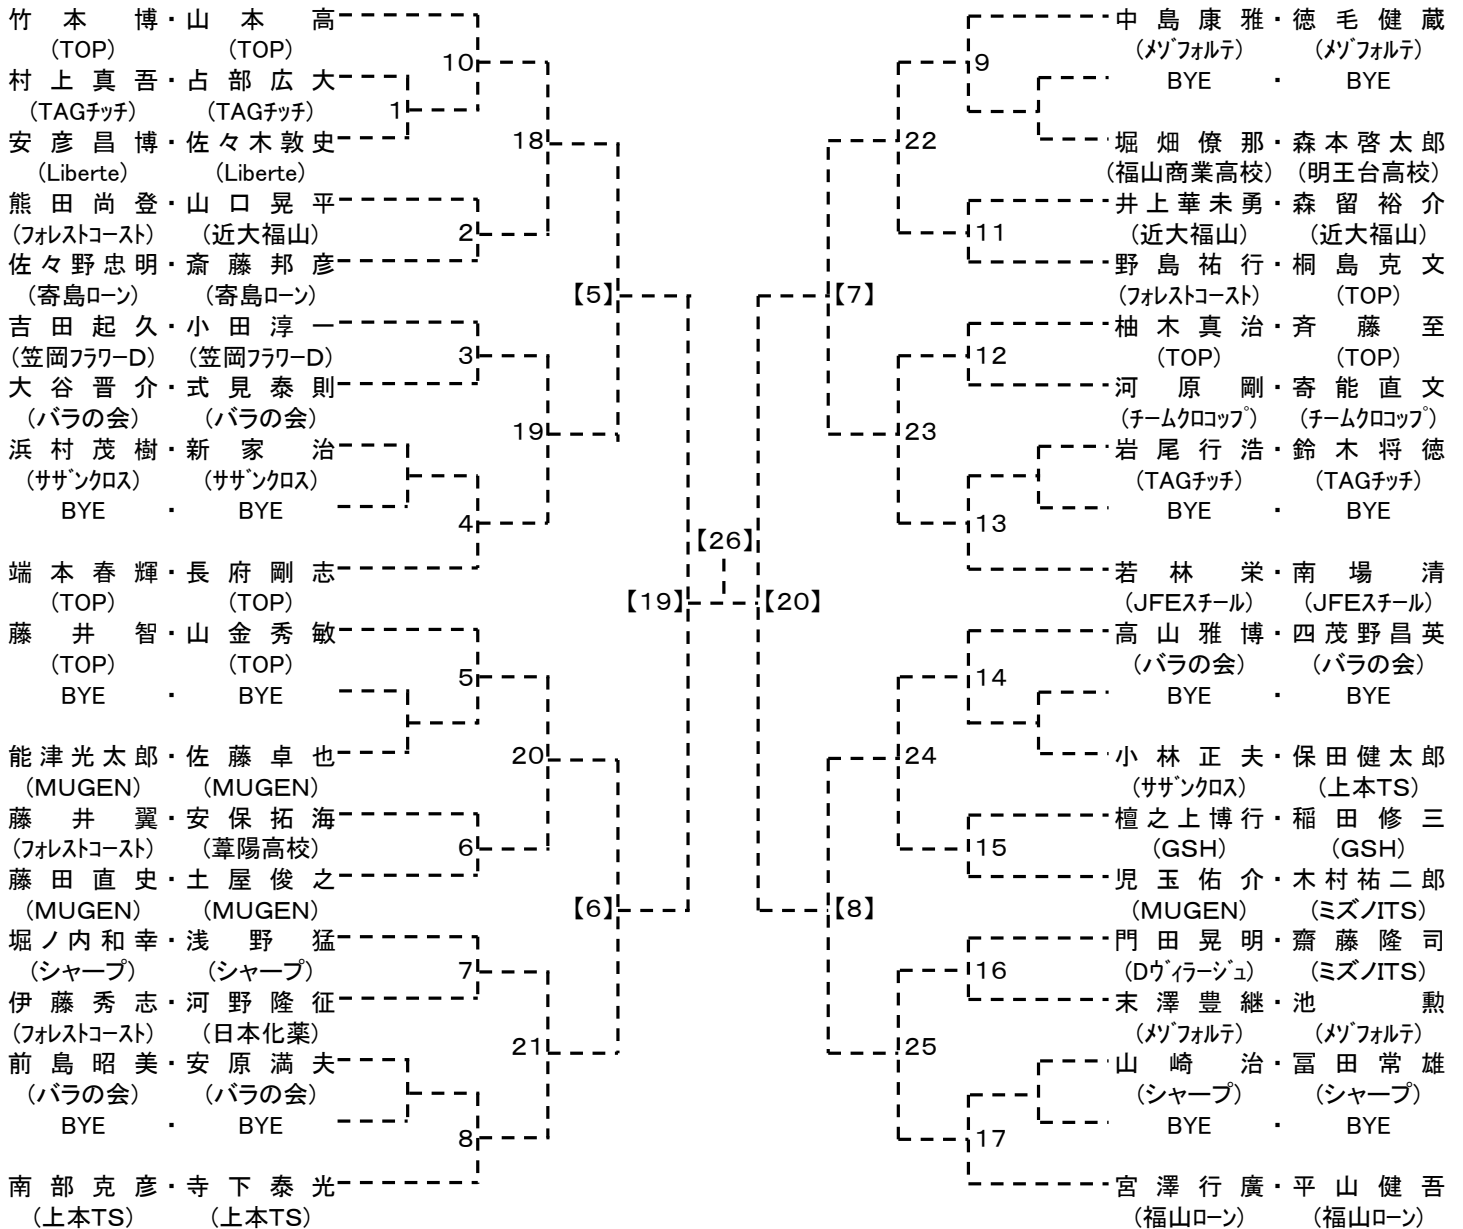 竹本博・山本高
(TOP) (TOP)
10
村上真吾・占部広大
(TAGチッチ) (TAGチッチ)
1
安彦昌博・佐々木敦史
(Liberte) (Liberte)
18
熊田尚登・山口晃平
(フォレストコースト) (近大福山)
2
佐々野忠明・斎藤邦彦
(寄島ローン) (寄島ローン)
【5】
吉田起久・小田淳一
(笠岡フラワーD) (笠岡フラワーD)
3
大谷晋介・式見泰則
(バラの会) (バラの会)
19
浜村茂樹・新家治
(サザンクロス) (サザンクロス)
BYE ・ BYE
4
端本春輝・長府剛志
(TOP) (TOP)
【19】
藤井智・山金秀敏
(TOP) (TOP)
5
BYE ・ BYE
能津光太郎・佐藤卓也
(MUGEN) (MUGEN)
20
藤井翼・安保拓海
(フォレストコースト) (葦陽高校)
6
藤田直史・土屋俊之
(MUGEN) (MUGEN)
【6】
堀ノ内和幸・浅野猛
(シャープ) (シャープ)
7
伊藤秀志・河野隆征
(フォレストコースト) (日本化薬)
21
前島昭美・安原満夫
(バラの会) (バラの会)
BYE ・ BYE
8
南部克彦・寺下泰光
(上本TS) (上本TS)
【26】
中島康雅・徳毛健蔵
(メゾフォルテ) (メゾフォルテ)
9
BYE ・ BYE
堀畑僚那・森本啓太郎
(福山商業高校) (明王台高校)
22
井上華未勇・森留裕介
(近大福山) (近大福山)
11
野島祐行・桐島克文
(フォレストコースト) (TOP)
【7】
柚木真治・斉藤至
(TOP) (TOP)
12
河原剛・寄能直文
(チームクロコップ) (チームクロコップ)
23
岩尾行浩・鈴木将徳
(TAGチッチ) (TAGチッチ)
BYE ・ BYE
13
若林栄・南場清
(JFEスチール) (JFEスチール)
【20】
高山雅博・四茂野昌英
(バラの会) (バラの会)
14
BYE ・ BYE
小林正夫・保田健太郎
(サザンクロス) (上本TS)
24
檀之上博行・稲田修三
(GSH) (GSH)
15
児玉佑介・木村祐二郎
(MUGEN) (ミズノITS)
【8】
門田晃明・齋藤隆司
(Dヴィラージュ) (ミズノITS)
16
末澤豊継・池勲
(メゾフォルテ) (メゾフォルテ)
25
山崎治・冨田常雄
(シャープ) (シャープ)
BYE ・ BYE
17
宮澤行廣・平山健吾
(福山ローン) (福山ローン)